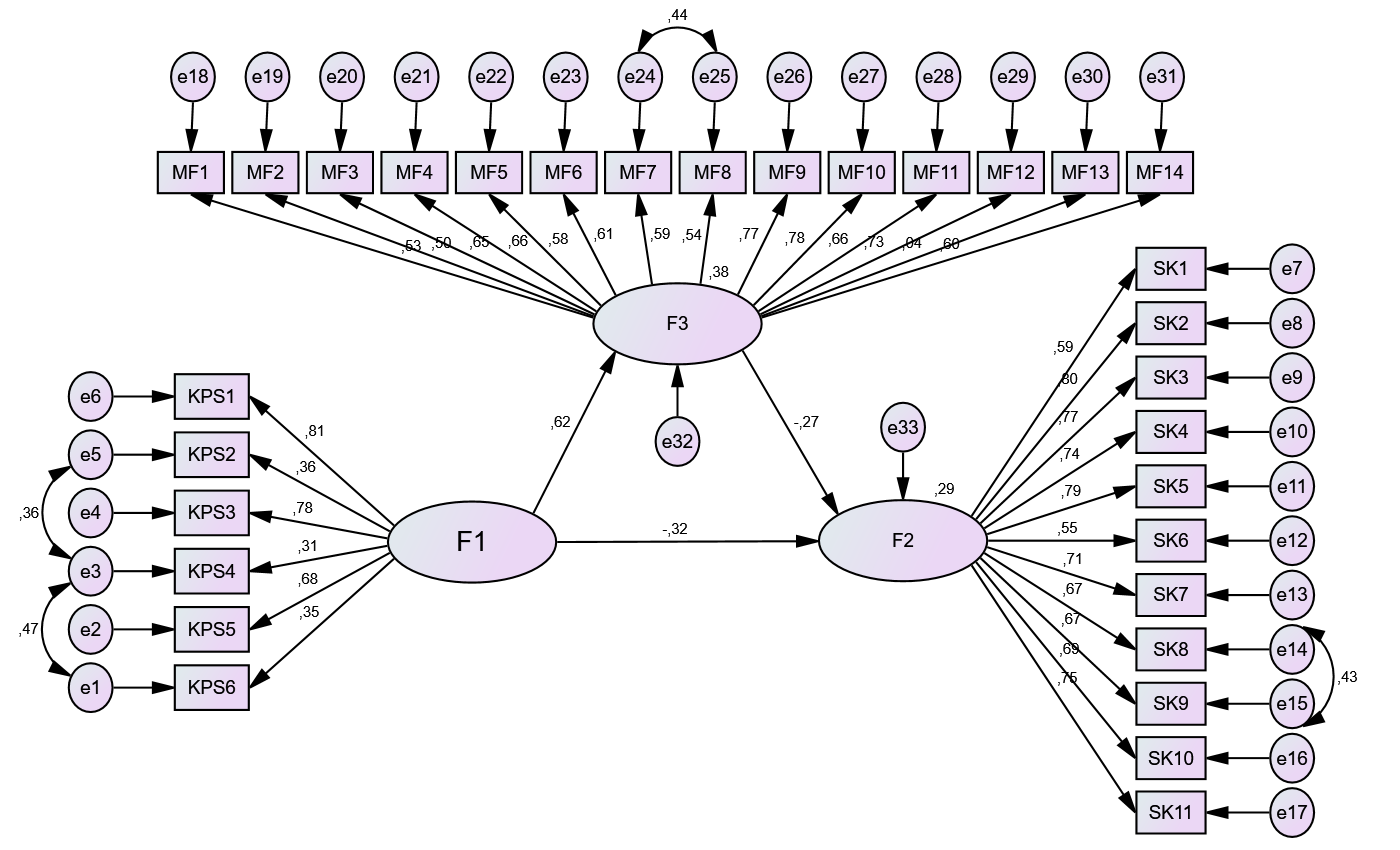 ,44
e18 e19 e20 e21 e22 e23 e24 e25 e26 e27 e28 e29 e30 e31
MF1 MF2 MF3 MF4 MF5 MF6 MF7 MF8 MF9 MF10 MF11 MF12 MF13 MF14
,53 ,50 ,65 ,66 ,58 ,61 ,59 ,54 ,77 ,78 ,66 ,73 ,04 ,60
,38
F3
SK1 e7
SK2 e8
,59
SK3 e9
,80
e6 KPS1
,62
-,27
,77
,81
e32
e33
SK4 e10
e5 KPS2
,36
,74
SK5 e11
,29
,79
,36
e4 KPS3
,78
-,32
,55
F1
F2
SK6 e12
,31
e3 KPS4
,71
,68
,67
SK7 e13
,35
,67
,47
e2 KPS5
,69
SK8 e14
,75
,43
e1 KPS6
SK9 e15
SK10 e16
SK11 e17